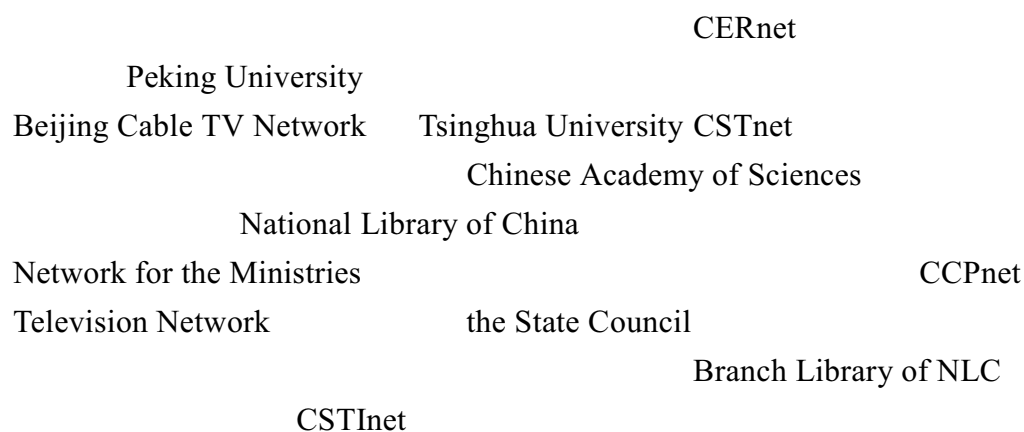 CERnet
Peking University
Beijing Cable TV Network Tsinghua University CSTnet
Chinese Academy of Sciences
National Library of China
Network for the Ministries CCPnet
Television Network the State Council
Branch Library of NLC
CSTInet